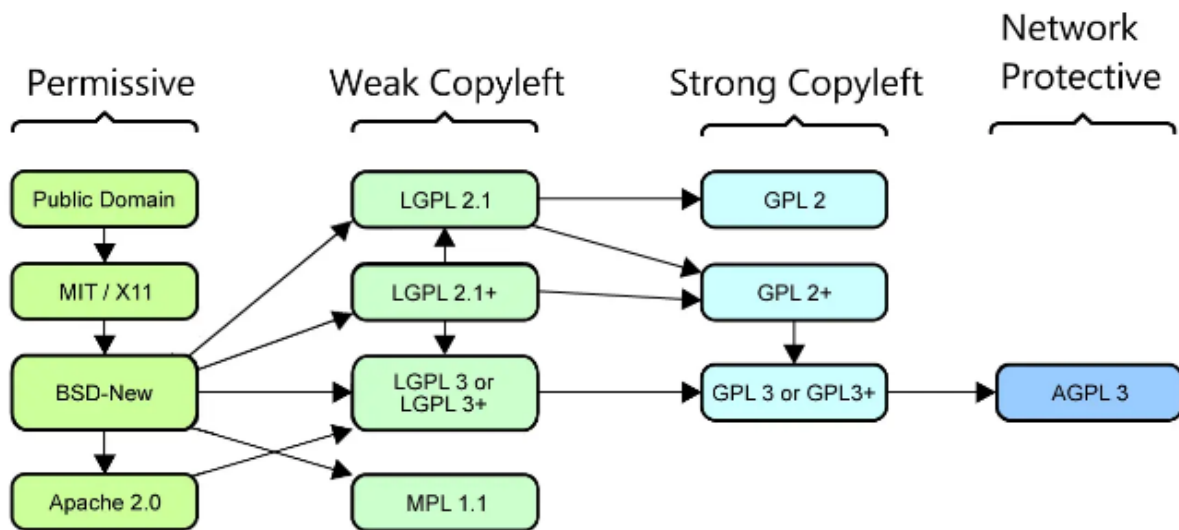 Permissive
Weak Copyleft
Strong Copyleft
Network
Protective
Public Domain
MIT / X11
BSD-New
Apache 2.0
LGPL 2.1
LGPL 2.1+
LGPL 3 or
LGPL 3+
MPL 1.1
GPL 2
GPL 2+
GPL 3 or GPL3+
AGPL 3